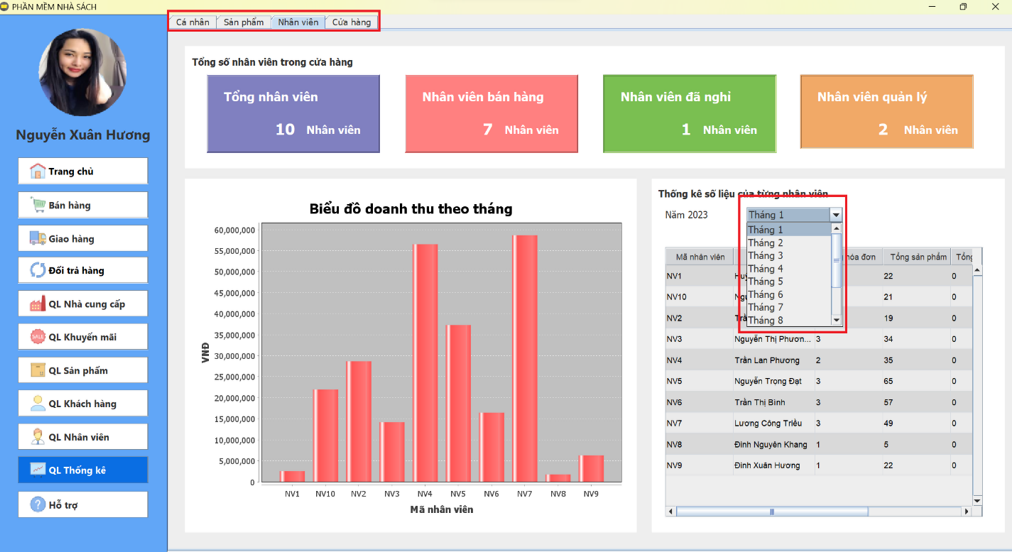 PHẦN MỀM NHÀ SÁCH
Cá nhân Sản phẩm Nhân viên Cửa hàng
Nguyễn Xuân Hương
Trang chủ
Bán hàng
Giao hàng
Đổi trả hàng
QL Nhà cung cấp
SALE
QL Khuyến mãi
QL Sản phẩm
QL Khách hàng
QL Nhân viên
QL Thống kê
? Hỗ trợ
Tổng số nhân viên trong cửa hàng
Tổng nhân viên
10 Nhân viên
Nhân viên bán hàng
7 Nhân viên
Nhân viên đã nghỉ
1 Nhân viên
Nhân viên quản lý
2 Nhân viên
Biểu đồ doanh thu theo tháng
VNĐ
60,000,000
55,000,000
50,000,000
45,000,000
40,000,000
35,000,000
30,000,000
25,000,000
20,000,000
15,000,000
10,000,000
5,000,000
0
NV1 NV10 NV2 NV3 NV4 NV5 NV6 NV7 NV8 NV9
Mã nhân viên
Thống kê số liệu của từng nhân viên
Năm 2023 Tháng 1
Tháng 1
Tháng 2
Tháng 3
Tháng 4
Tháng 5
Tháng 6
Tháng 7
Tháng 8
Mã nhân viên hóa đơn Tổng sản phẩm
NV1 22 0
NV10 21 0
NV2 19 0
NV3 Nguyễn Thị Phươn... 3 34 0
NV4 Trần Lan Phương 2 35 0
NV5 Nguyễn Trọng Đạt 3 65 0
NV6 Trần Thị Bình 3 57 0
NV7 Lương Công Triều 3 49 0
NV8 Đinh Nguyên Khang 1 5 0
NV9 Đinh Xuân Hương 1 22 0